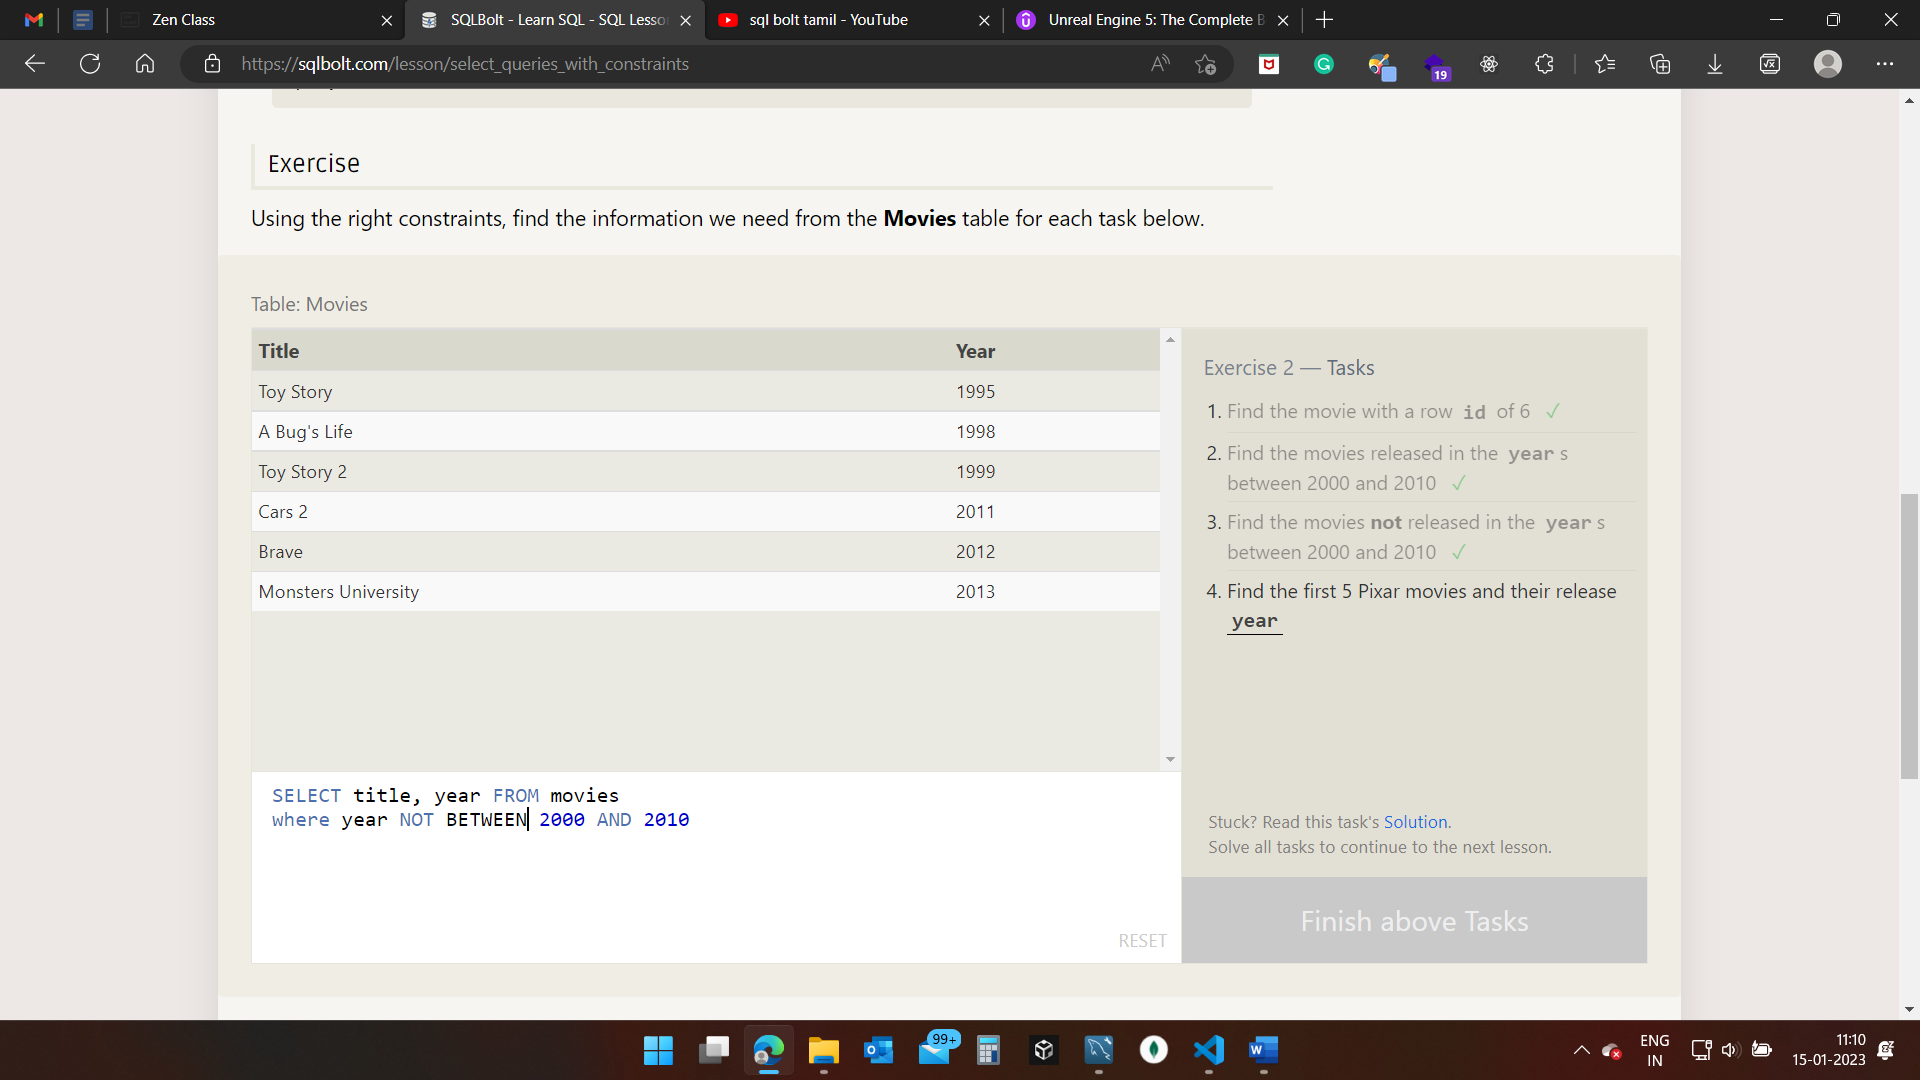 Zen Class
SQLBolt - Learn SQL - SQL Lesso
sql bolt tamil - YouTube
Unreal Engine 5: The Complete B
https://sqlbolt.com/lesson/select_queries_with_constraints
19
Exercise
Using the right constraints, find the information we need from the Movies table for each task below.
Table: Movies
Title Year
Toy Story 1995
A Bug's Life 1998
Toy Story 2 1999
Cars 2 2011
Brave 2012
Monsters University 2013
SELECT title, year FROM movies
where year NOT BETWEEN 2000 AND 2010
RESET
Exercise 2 — Tasks
1. Find the movie with a row id of 6 ✓
2. Find the movies released in the year s
between 2000 and 2010 ✓
3. Find the movies not released in the year s
between 2000 and 2010 ✓
4. Find the first 5 Pixar movies and their release
year
Stuck? Read this task's Solution.
Solve all tasks to continue to the next lesson.
Finish above Tasks
99+
ENG
IN
11:10
15-01-2023